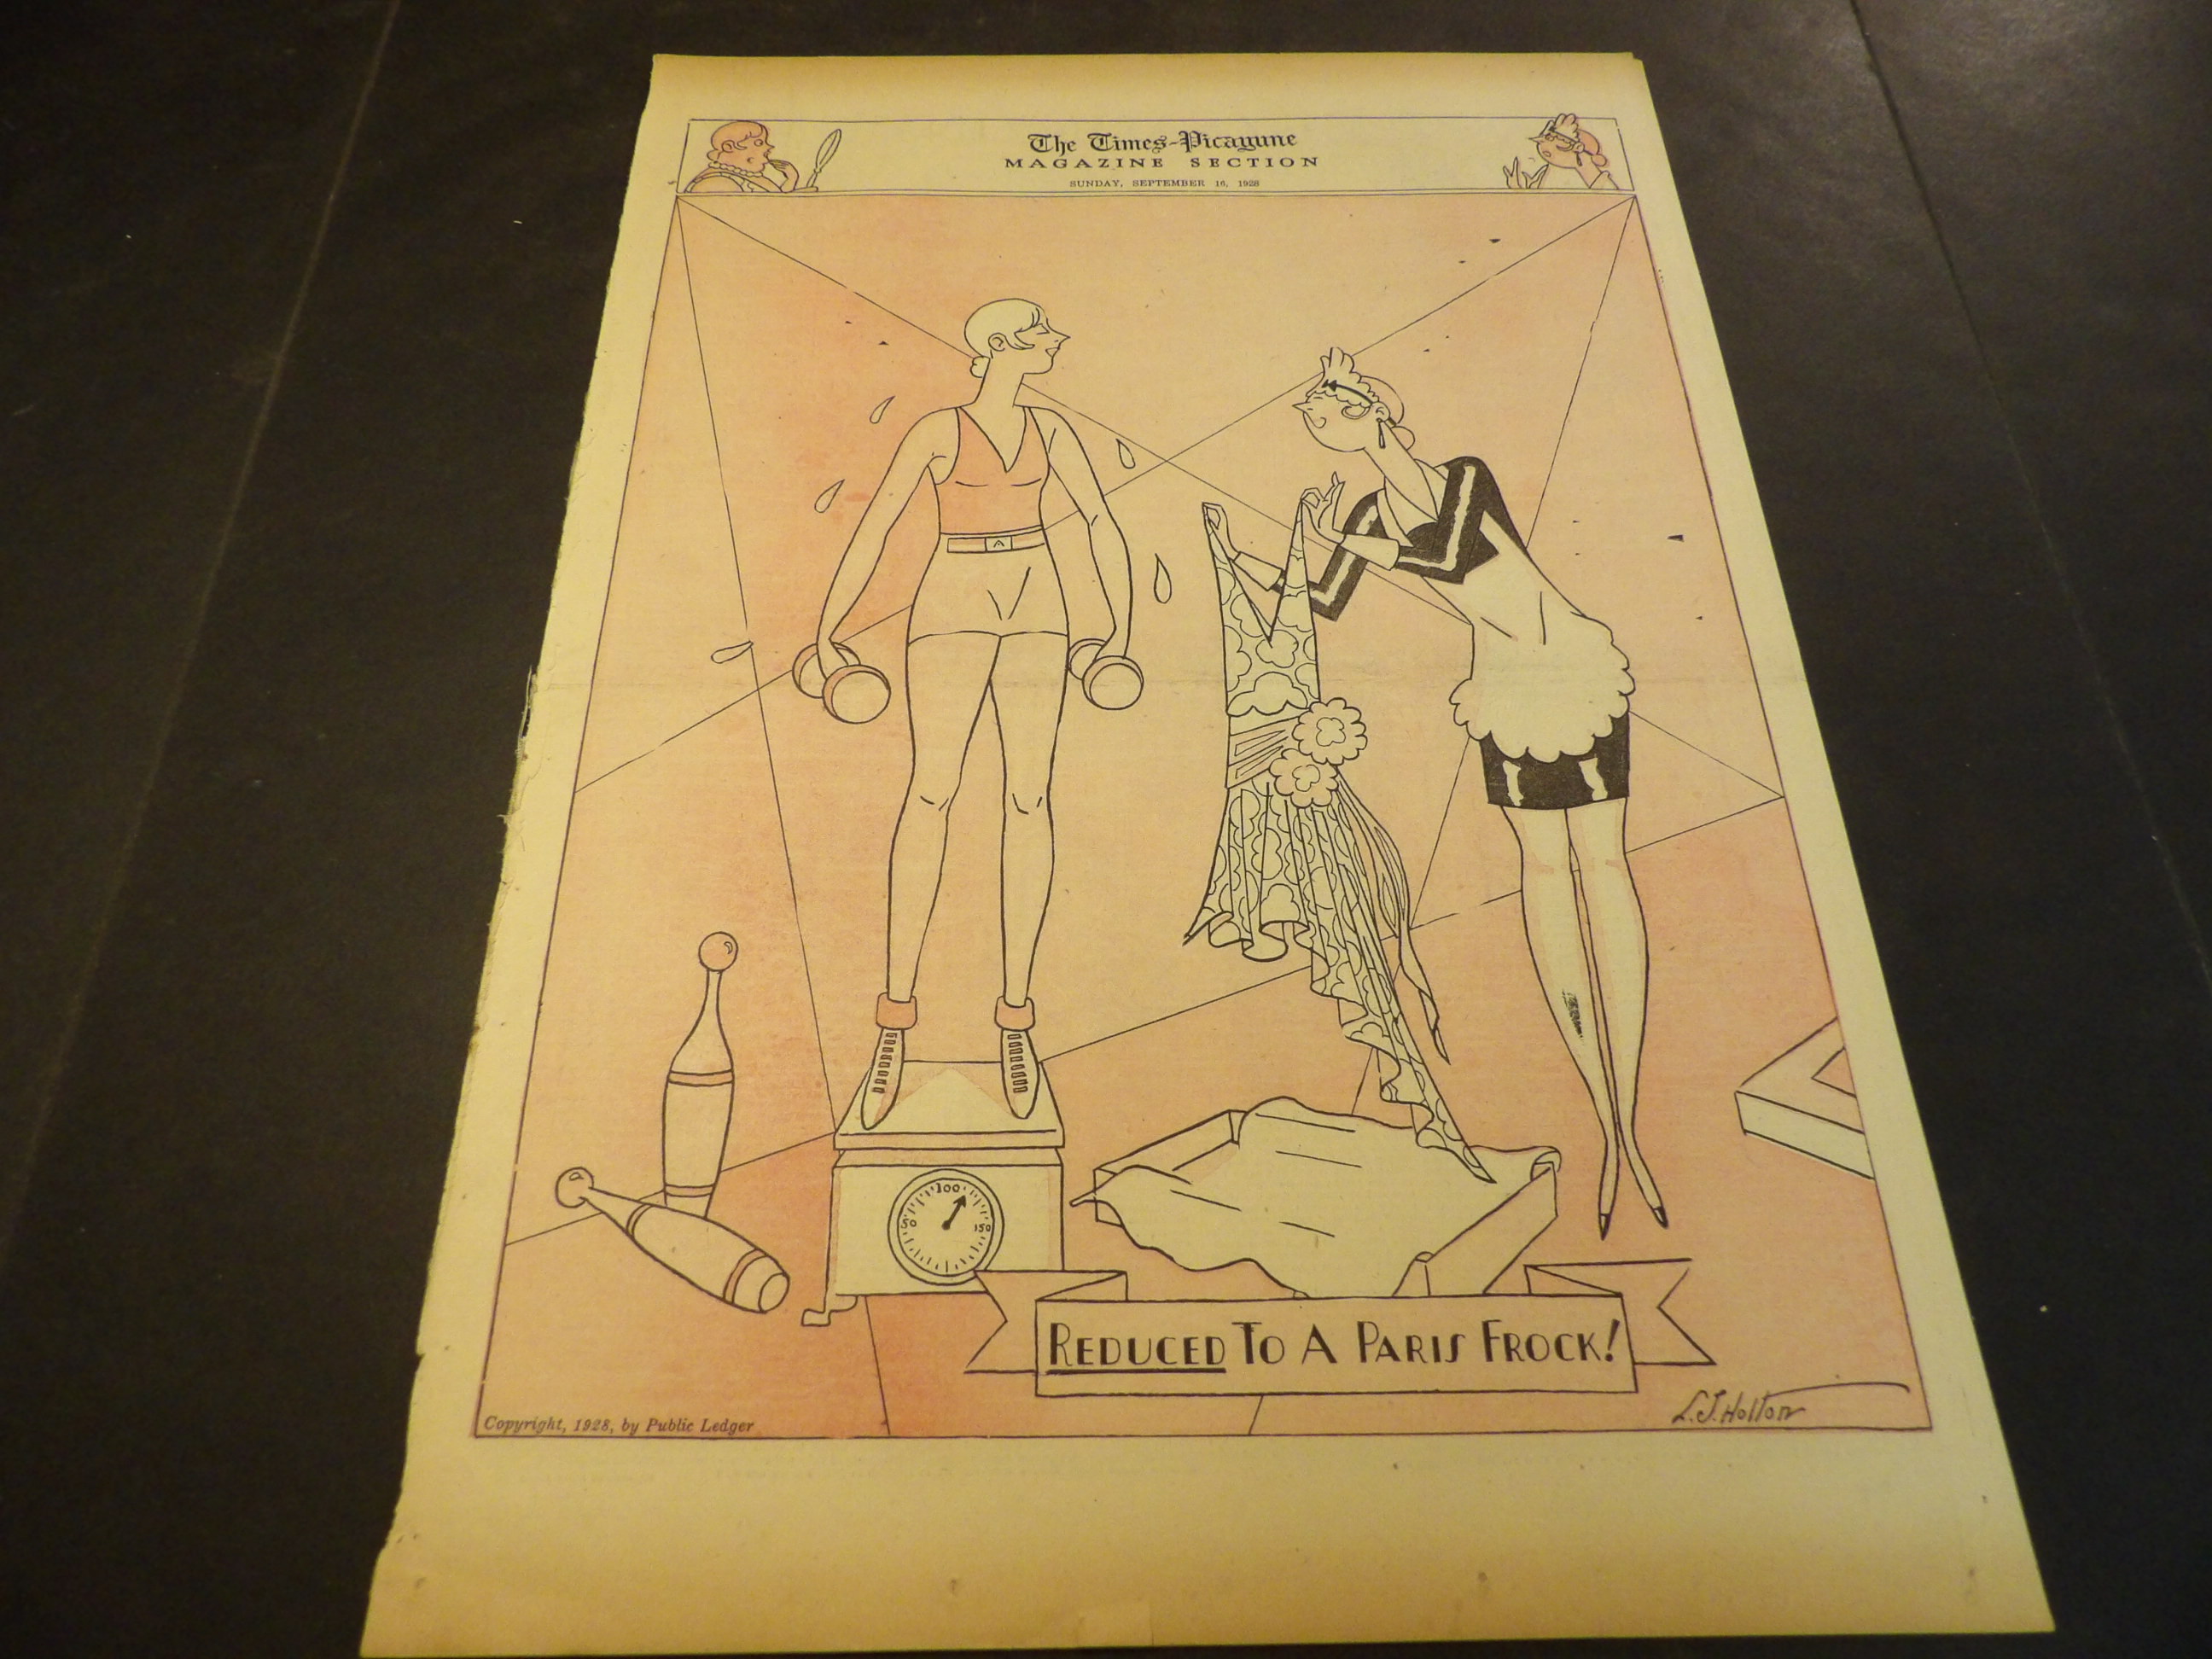 The Times-Picayune
MAGAZINE SECTION
SUNDAY, SEPTEMBER 16, 1928
100
50
150
REDUCED TO A PARIS FROCK!
L.J. Holton
Copyright, 1928, by Public Ledger